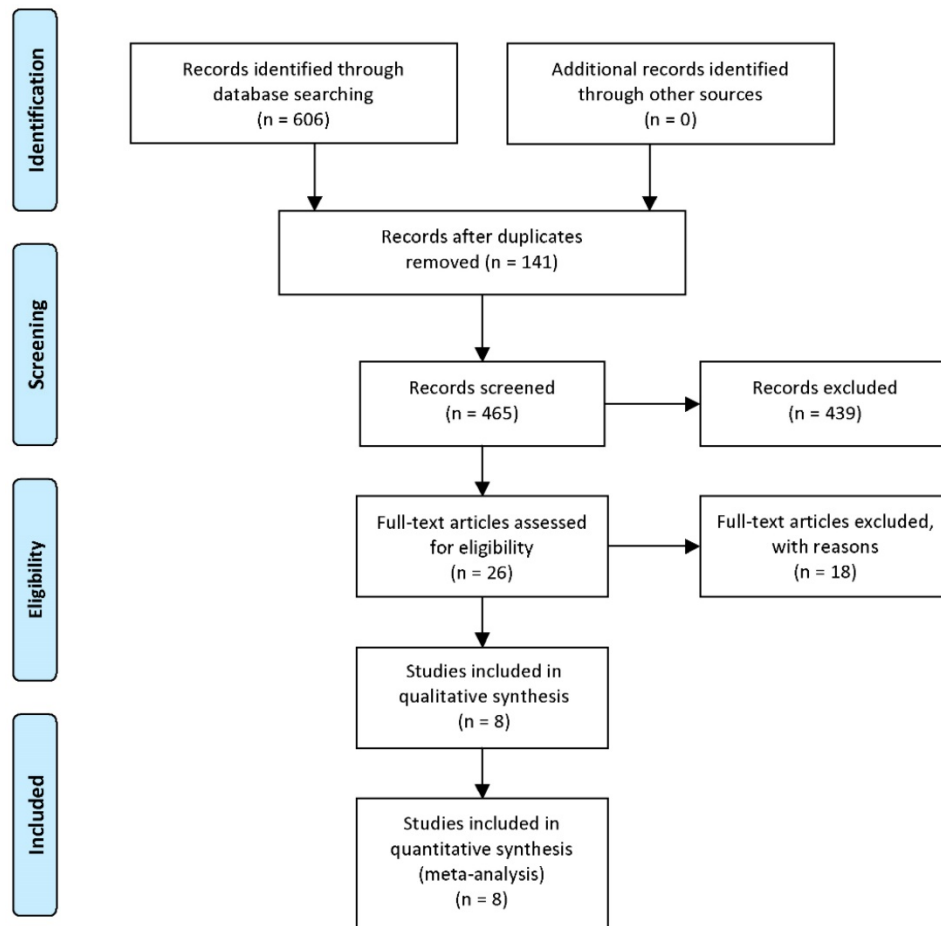 Identification
Records identified through
database searching
(n = 606)
Additional records identified
through other sources
(n = 0)
Records after duplicates
removed (n = 141)
Screening
Records screened
(n = 465)
Records excluded
(n = 439)
Eligibility
Full-text articles assessed
for eligibility
(n = 26)
Full-text articles excluded,
with reasons
(n = 18)
Studies included in
qualitative synthesis
(n = 8)
Included
Studies included in
quantitative synthesis
(meta-analysis)
(n = 8)